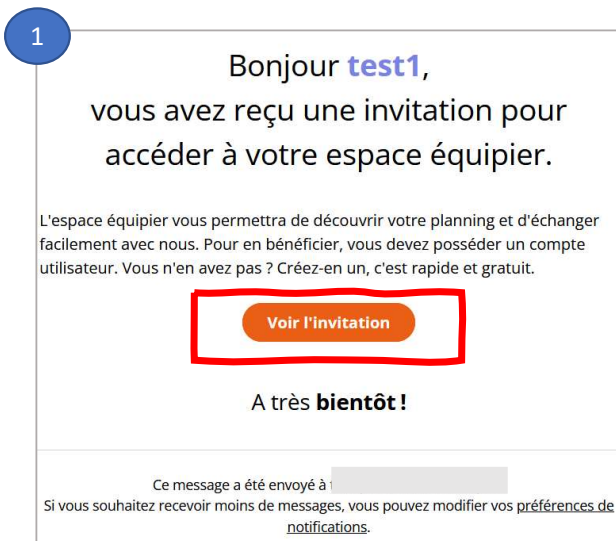 1
Bonjour test1,
vous avez reçu une invitation pour
accéder à votre espace équipier.
L'espace équipier vous permettra de découvrir votre planning et d'échanger
facilement avec nous. Pour en bénéficier, vous devez posséder un compte
utilisateur. Vous n'en avez pas ? Créez-en un, c'est rapide et gratuit.
Voir l'invitation
A très bientôt !
Ce message a été envoyé à
Si vous souhaitez recevoir moins de messages, vous pouvez modifier vos préférences de
notifications.